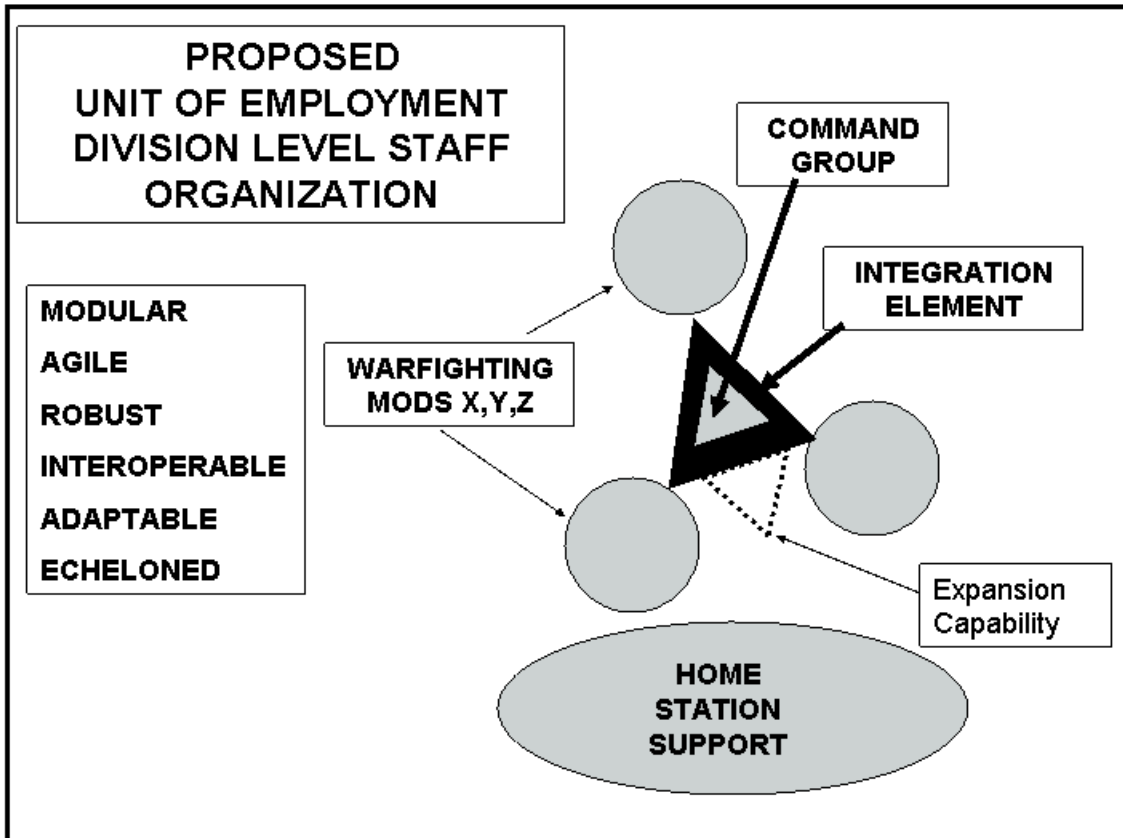 PROPOSED
UNIT OF EMPLOYMENT
DIVISION LEVEL STAFF
ORGANIZATION
COMMAND
GROUP
INTEGRATION
ELEMENT
MODULAR
AGILE
ROBUST
INTEROPERABLE
ADAPTABLE
ECHELONED
WARFIGHTING
MODS X,Y,Z
Expansion
Capability
HOME
STATION
SUPPORT